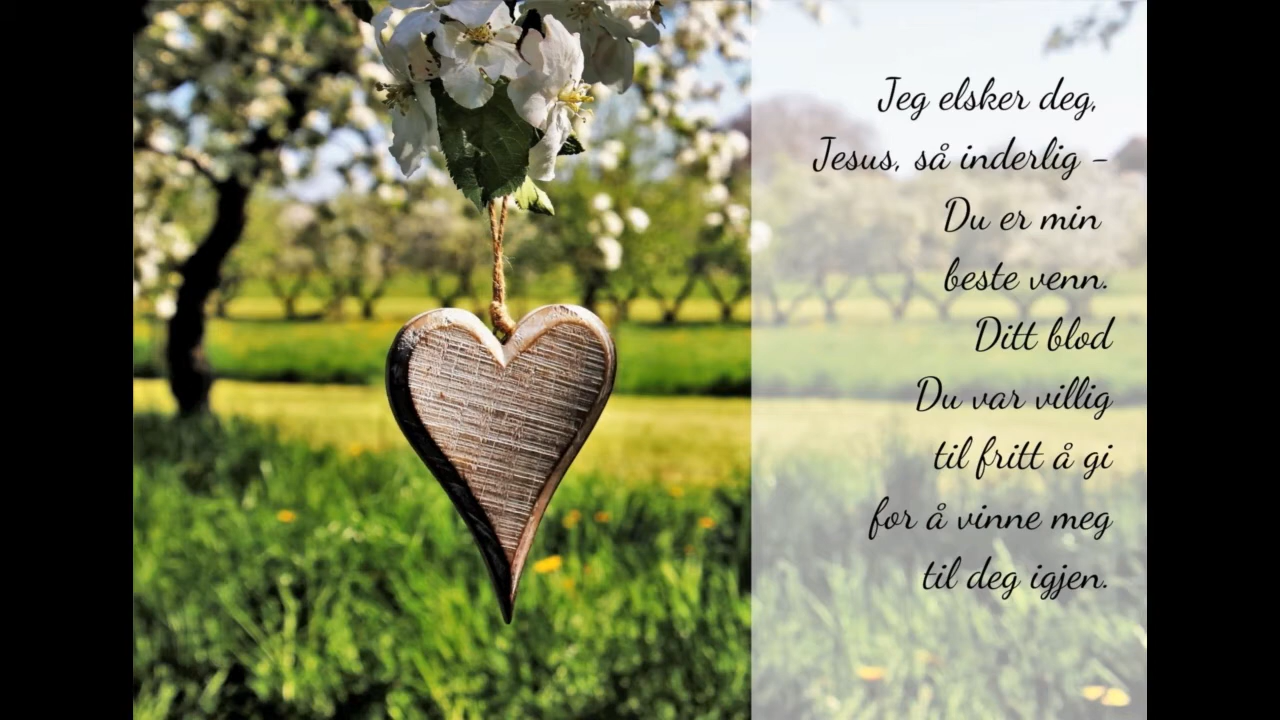 Jeg elsker deg,
Jesus, så inderlig -
Du er min
beste venn.
Ditt blod
Du var villig
til fritt å gi
for å vinne meg
til deg igjen.